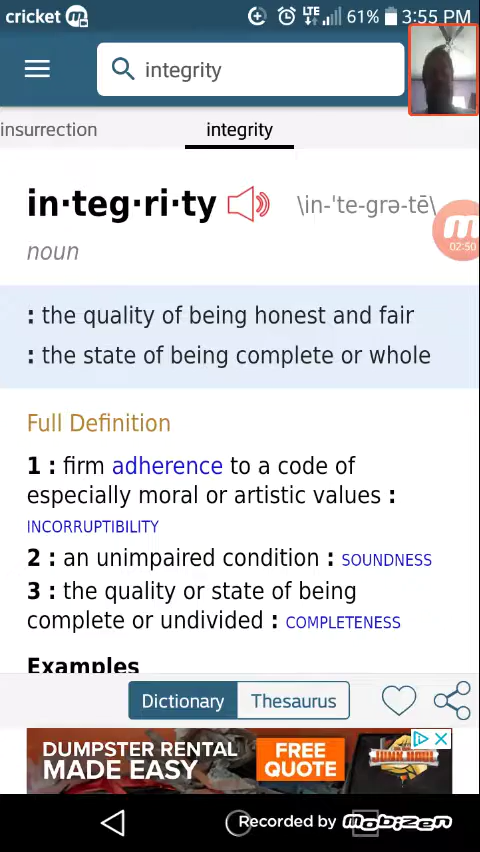 cricket LTE 61% 3:55 PM
integrity
insurrection integrity
in·teg·ri·ty \in-ˈte-grə-tē\
02:50
noun
: the quality of being honest and fair
: the state of being complete or whole
Full Definition
1 : firm adherence to a code of
especially moral or artistic values :
INCORRUPTIBILITY
2 : an unimpaired condition : SOUNDNESS
3 : the quality or state of being
complete or undivided : COMPLETENESS
Examples
Dictionary Thesaurus
DUMPSTER RENTAL
MADE EASY
FREE
QUOTE
JUNK HAUL
Recorded by Mobizen